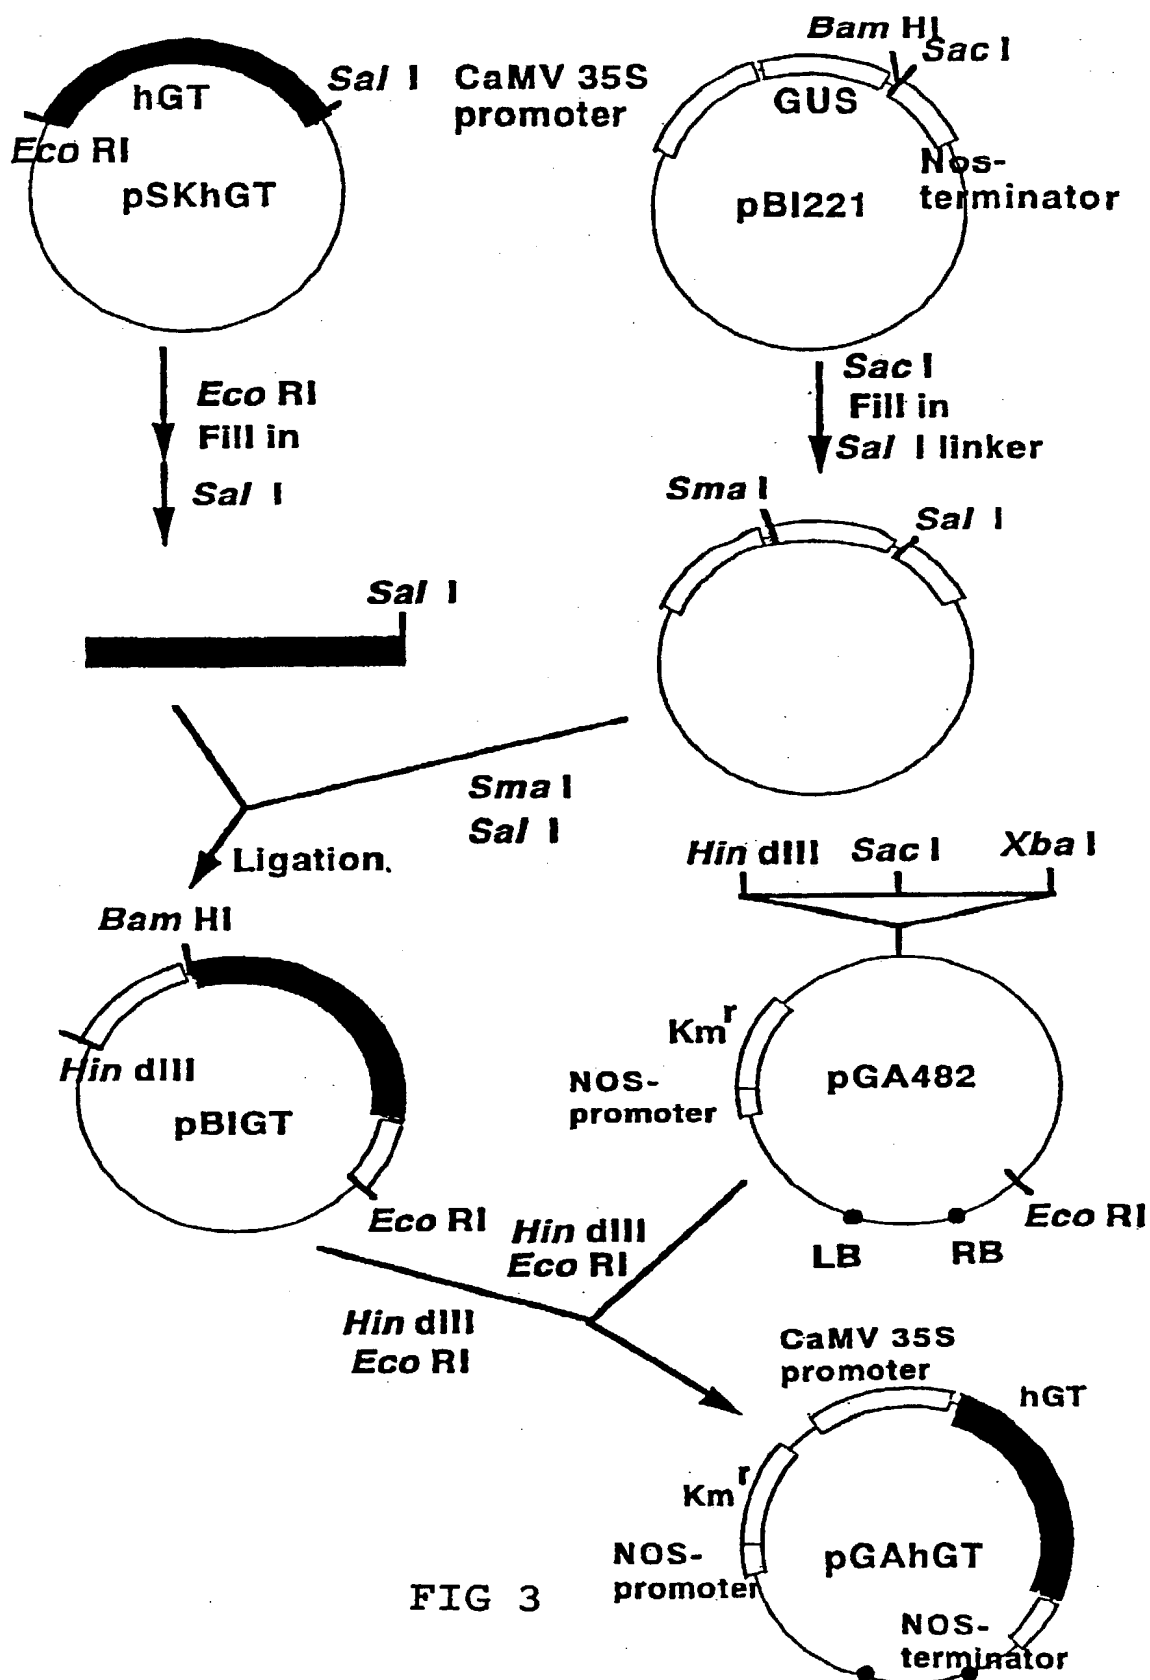 hGT
Sal I
Eco RI
pSKhGT
CaMV 35S
promoter
Bam HI
Sac I
GUS
Nos-
terminator
pBI221
Eco RI
Fill in
Sal I
Sac I
Fill in
Sal I linker
Sma I
Sal I
Sal I
Sma I
Sal I
Ligation.
Hin dIII Sac I Xba I
Bam HI
Hin dIII
pBIGT
Eco RI
Kmr
NOS-
promoter
pGA482
Eco RI
LB
RB
Hin dIII
Eco RI
Hin dIII
Eco RI
CaMV 35S
promoter
hGT
Kmr
NOS-
promoter
pGAhGT
NOS-
terminator
FIG 3